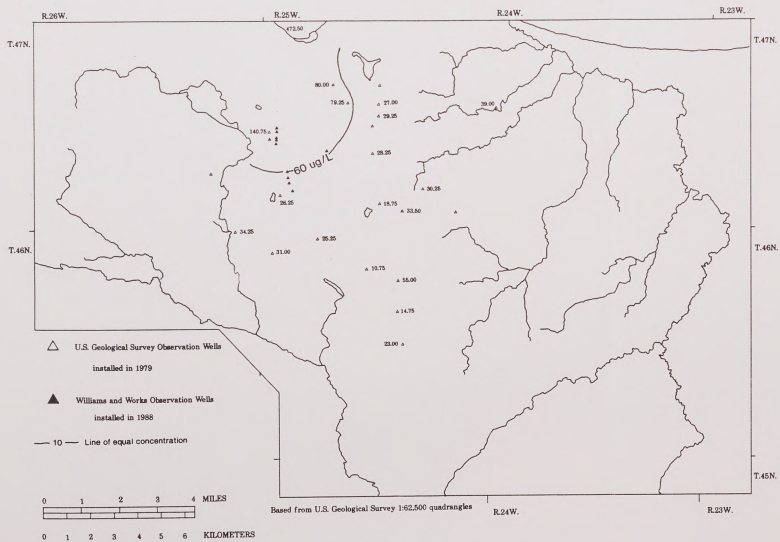 R.26W.
R.25W.
R.24W.
R.23W.
T.47N.
T.47N.
472.50
80.00
79.25
27.00
29.25
39.00
140.75
28.25
60 ug/L
30.25
26.25
18.75
33.50
34.25
25.25
T.46N.
T.46N.
31.00
10.75
55.00
14.75
23.00
U.S. Geological Survey Observation Wells
installed in 1979
Williams and Works Observation Wells
installed in 1988
10 Line of equal concentration
T.45N.
0 1 2 3 4 MILES
Based from U.S. Geological Survey 1:62,500 quadrangles
R.24W.
R.23W.
0 1 2 3 4 5 6 KILOMETERS